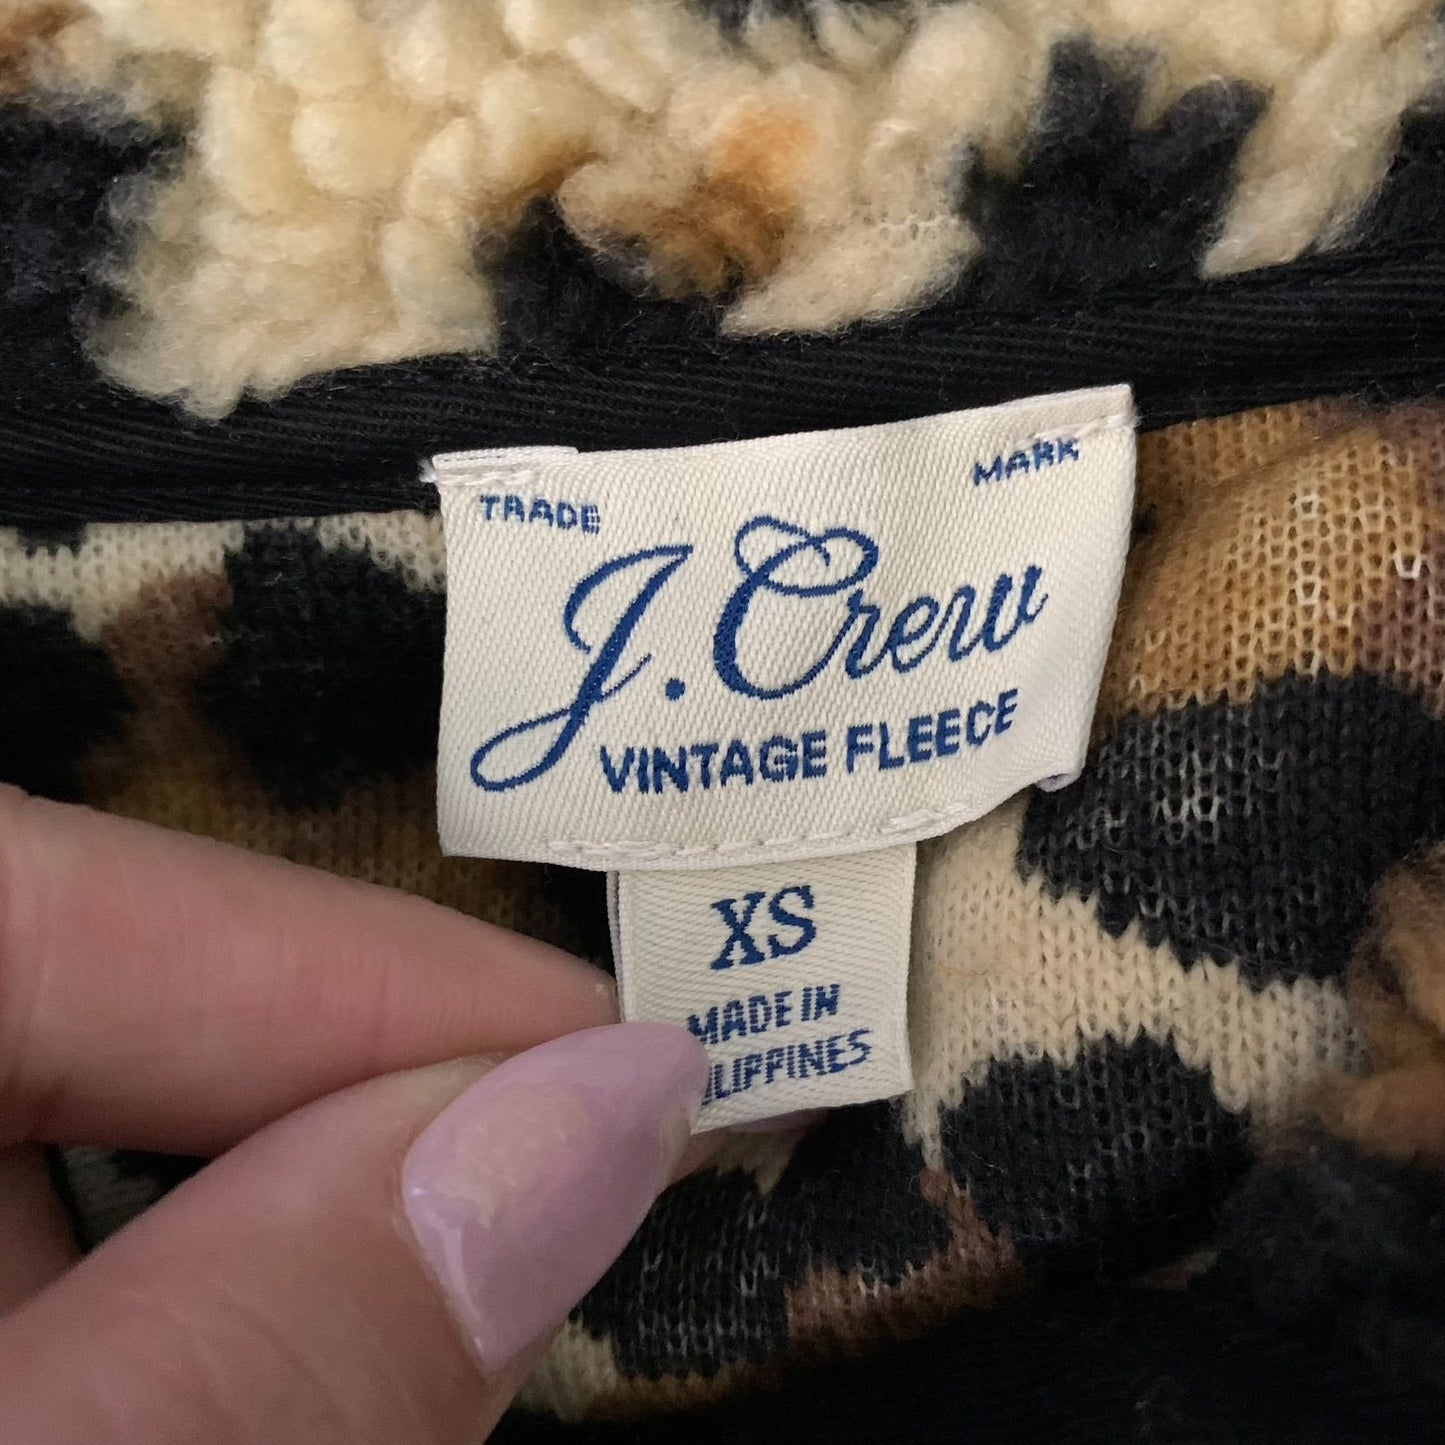 TRADE MARK
J.Crew
VINTAGE FLEECE
XS
MADE IN